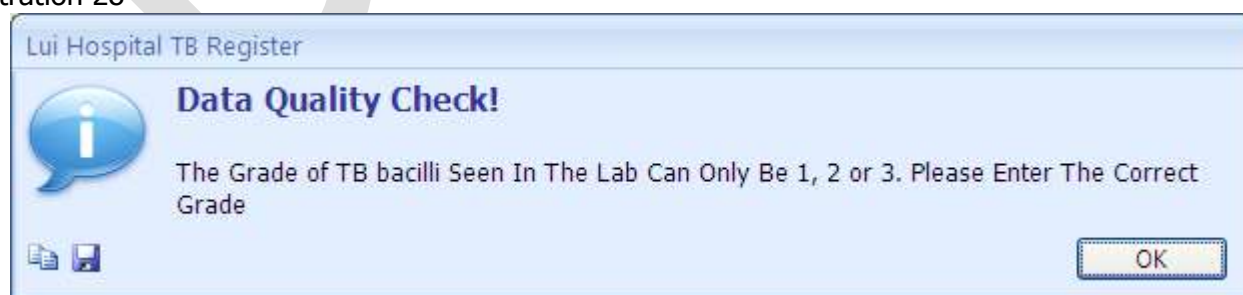 Lui Hospital TB Register
Data Quality Check!
The Grade of TB bacilli Seen In The Lab Can Only Be 1, 2 or 3. Please Enter The Correct
Grade
OK